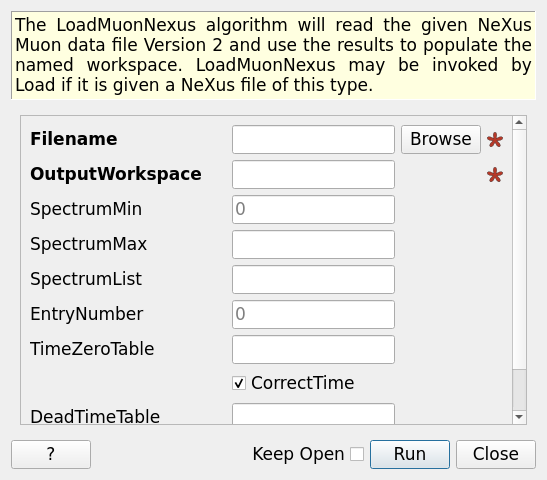 The LoadMuonNexus algorithm will read the given NeXus
Muon data file Version 2 and use the results to populate the
named workspace. LoadMuonNexus may be invoked by
Load if it is given a NeXus file of this type.
Filename Browse *
OutputWorkspace *
SpectrumMin 0
SpectrumMax
SpectrumList
EntryNumber 0
TimeZeroTable
CorrectTime
DeadTimeTable
? Keep Open Run Close